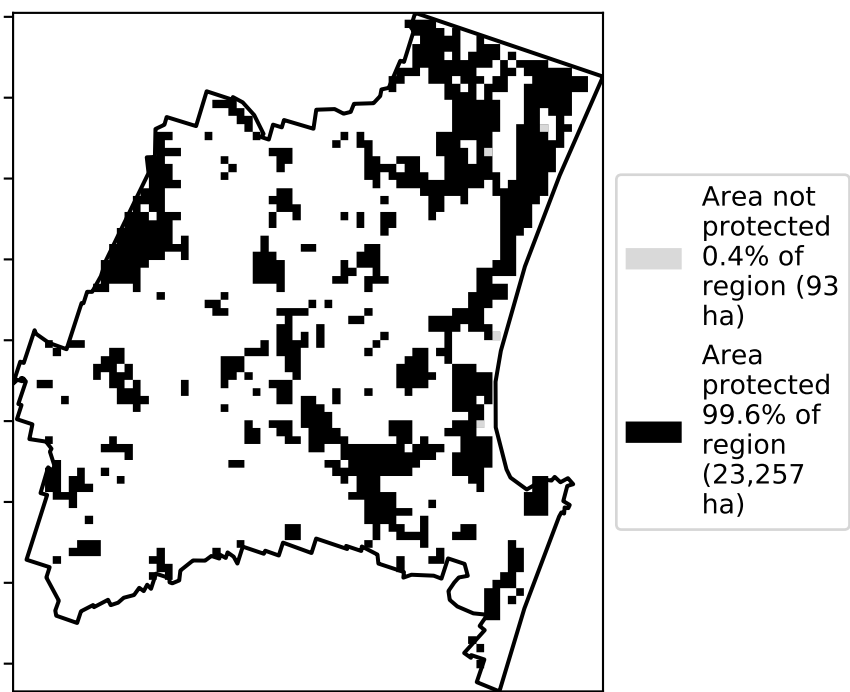 Area not
protected
0.4% of
region (93
ha)
Area
protected
99.6% of
region
(23,257
ha)